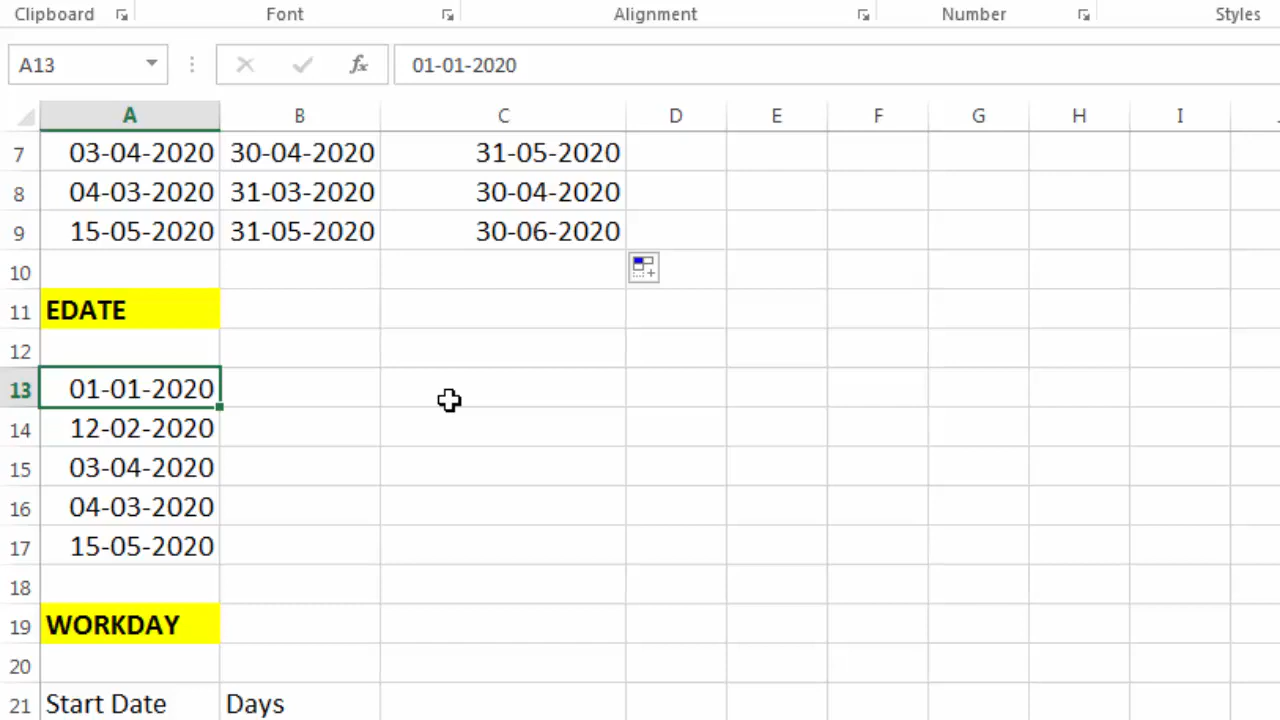 Clipboard Font Alignment Number Styles
A13 fx 01-01-2020
A B C D E F G H I
7 03-04-2020 30-04-2020 31-05-2020
8 04-03-2020 31-03-2020 30-04-2020
9 15-05-2020 31-05-2020 30-06-2020
10
11 EDATE
12
13 01-01-2020
14 12-02-2020
15 03-04-2020
16 04-03-2020
17 15-05-2020
18
19 WORKDAY
20
21 Start Date Days